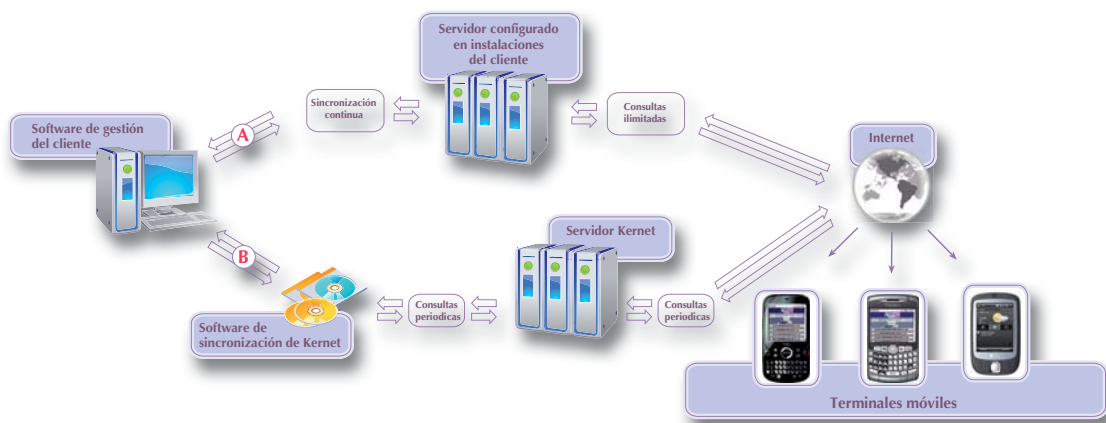 Servidor configurado
en instalaciones
del cliente
Sincronización
continua
Consultas
ilimitadas
Software de gestión
del cliente
A
Internet
B
Servidor Kernet
Consultas
periodicas
Consultas
periodicas
Software de
sincronización de Kernet
Terminales móviles